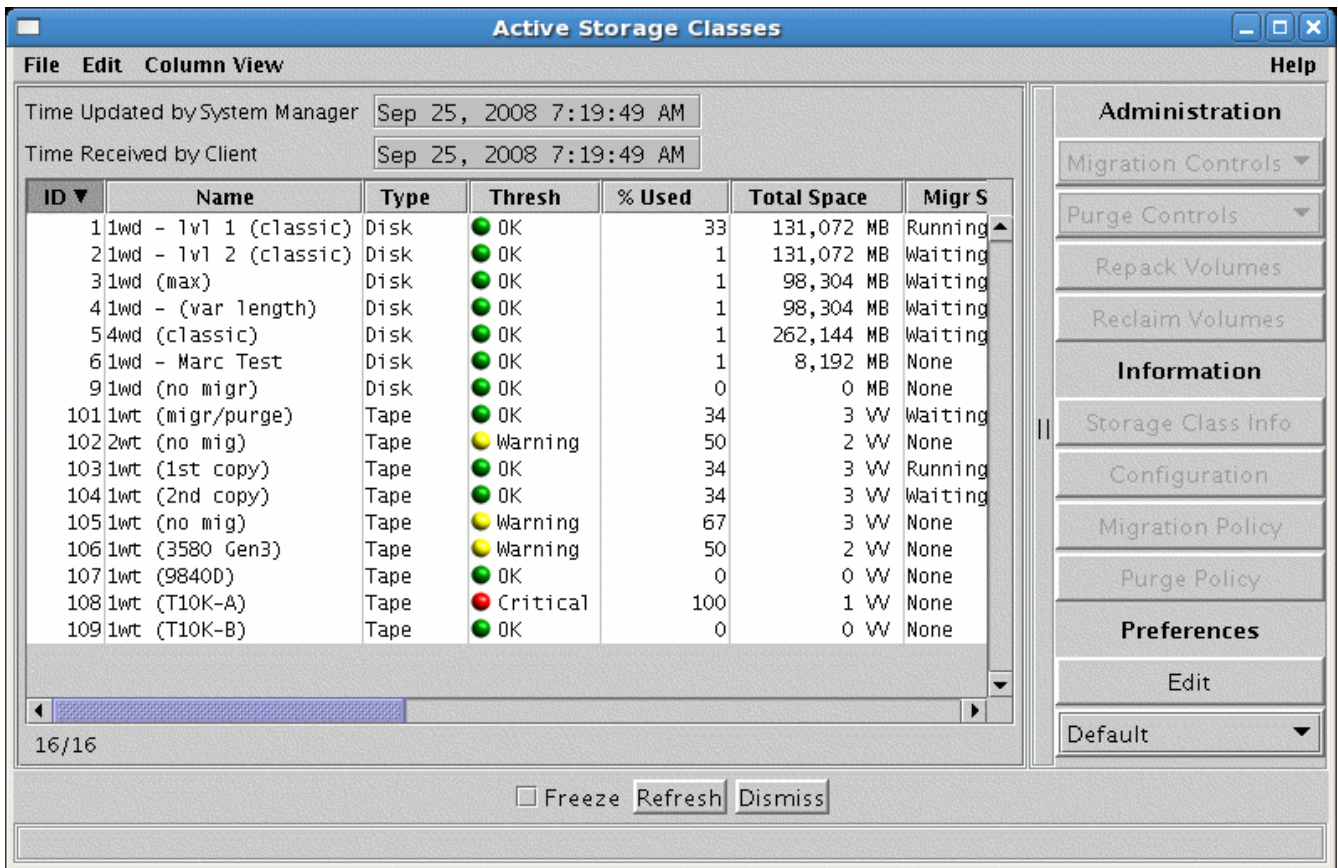 Active Storage Classes
File Edit Column View Help
Time Updated by System Manager Sep 25, 2008 7:19:49 AM
Time Received by Client Sep 25, 2008 7:19:49 AM
ID Name Type Thresh % Used Total Space Migr S
1 1wd - lvl 1 (classic) Disk OK 33 131,072 MB Running
2 1wd - lvl 2 (classic) Disk OK 1 131,072 MB Waiting
3 1wd (max) Disk OK 1 98,304 MB Waiting
4 1wd - (var length) Disk OK 1 98,304 MB Waiting
5 4wd (classic) Disk OK 1 262,144 MB Waiting
6 1wd - Marc Test Disk OK 1 8,192 MB None
9 1wd (no migr) Disk OK 0 0 MB None
101 1wt (migr/purge) Tape OK 34 3 VV Waiting
102 2wt (no mig) Tape Warning 50 2 VV None
103 1wt (1st copy) Tape OK 34 3 VV Running
104 1wt (2nd copy) Tape OK 34 3 VV Waiting
105 1wt (no mig) Tape Warning 67 3 VV None
106 1wt (3580 Gen3) Tape Warning 50 2 VV None
107 1wt (9840D) Tape OK 0 0 VV None
108 1wt (T10K-A) Tape Critical 100 1 VV None
109 1wt (T10K-B) Tape OK 0 0 VV None
16/16
Administration
Migration Controls
Purge Controls
Repack Volumes
Reclaim Volumes
Information
Storage Class Info
Configuration
Migration Policy
Purge Policy
Preferences
Edit
Default
Freeze Refresh Dismiss